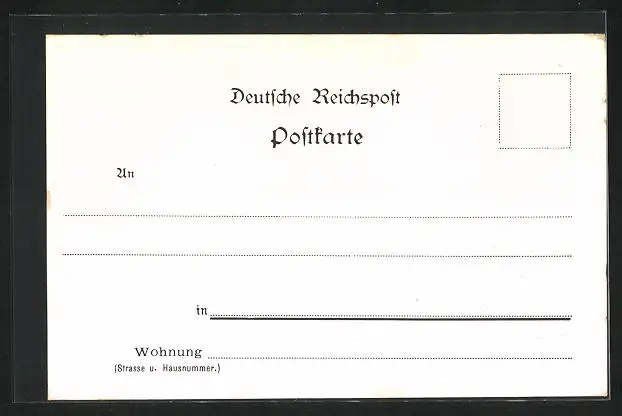 Deutſche Reichspoſt
Poſtkarte
An
in
Wohnung
(Strasse u. Hausnummer.)